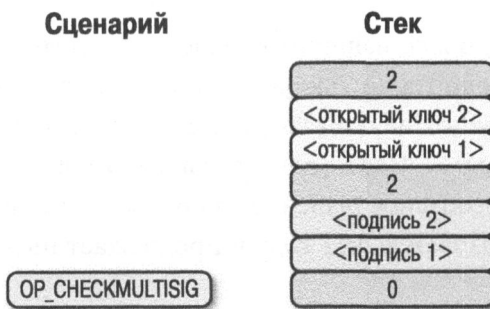 Сценарий
Стек
2
<открытый ключ 2>
<открытый ключ 1>
2
<подпись 2>
<подпись 1>
OP_CHECKMULTISIG
0